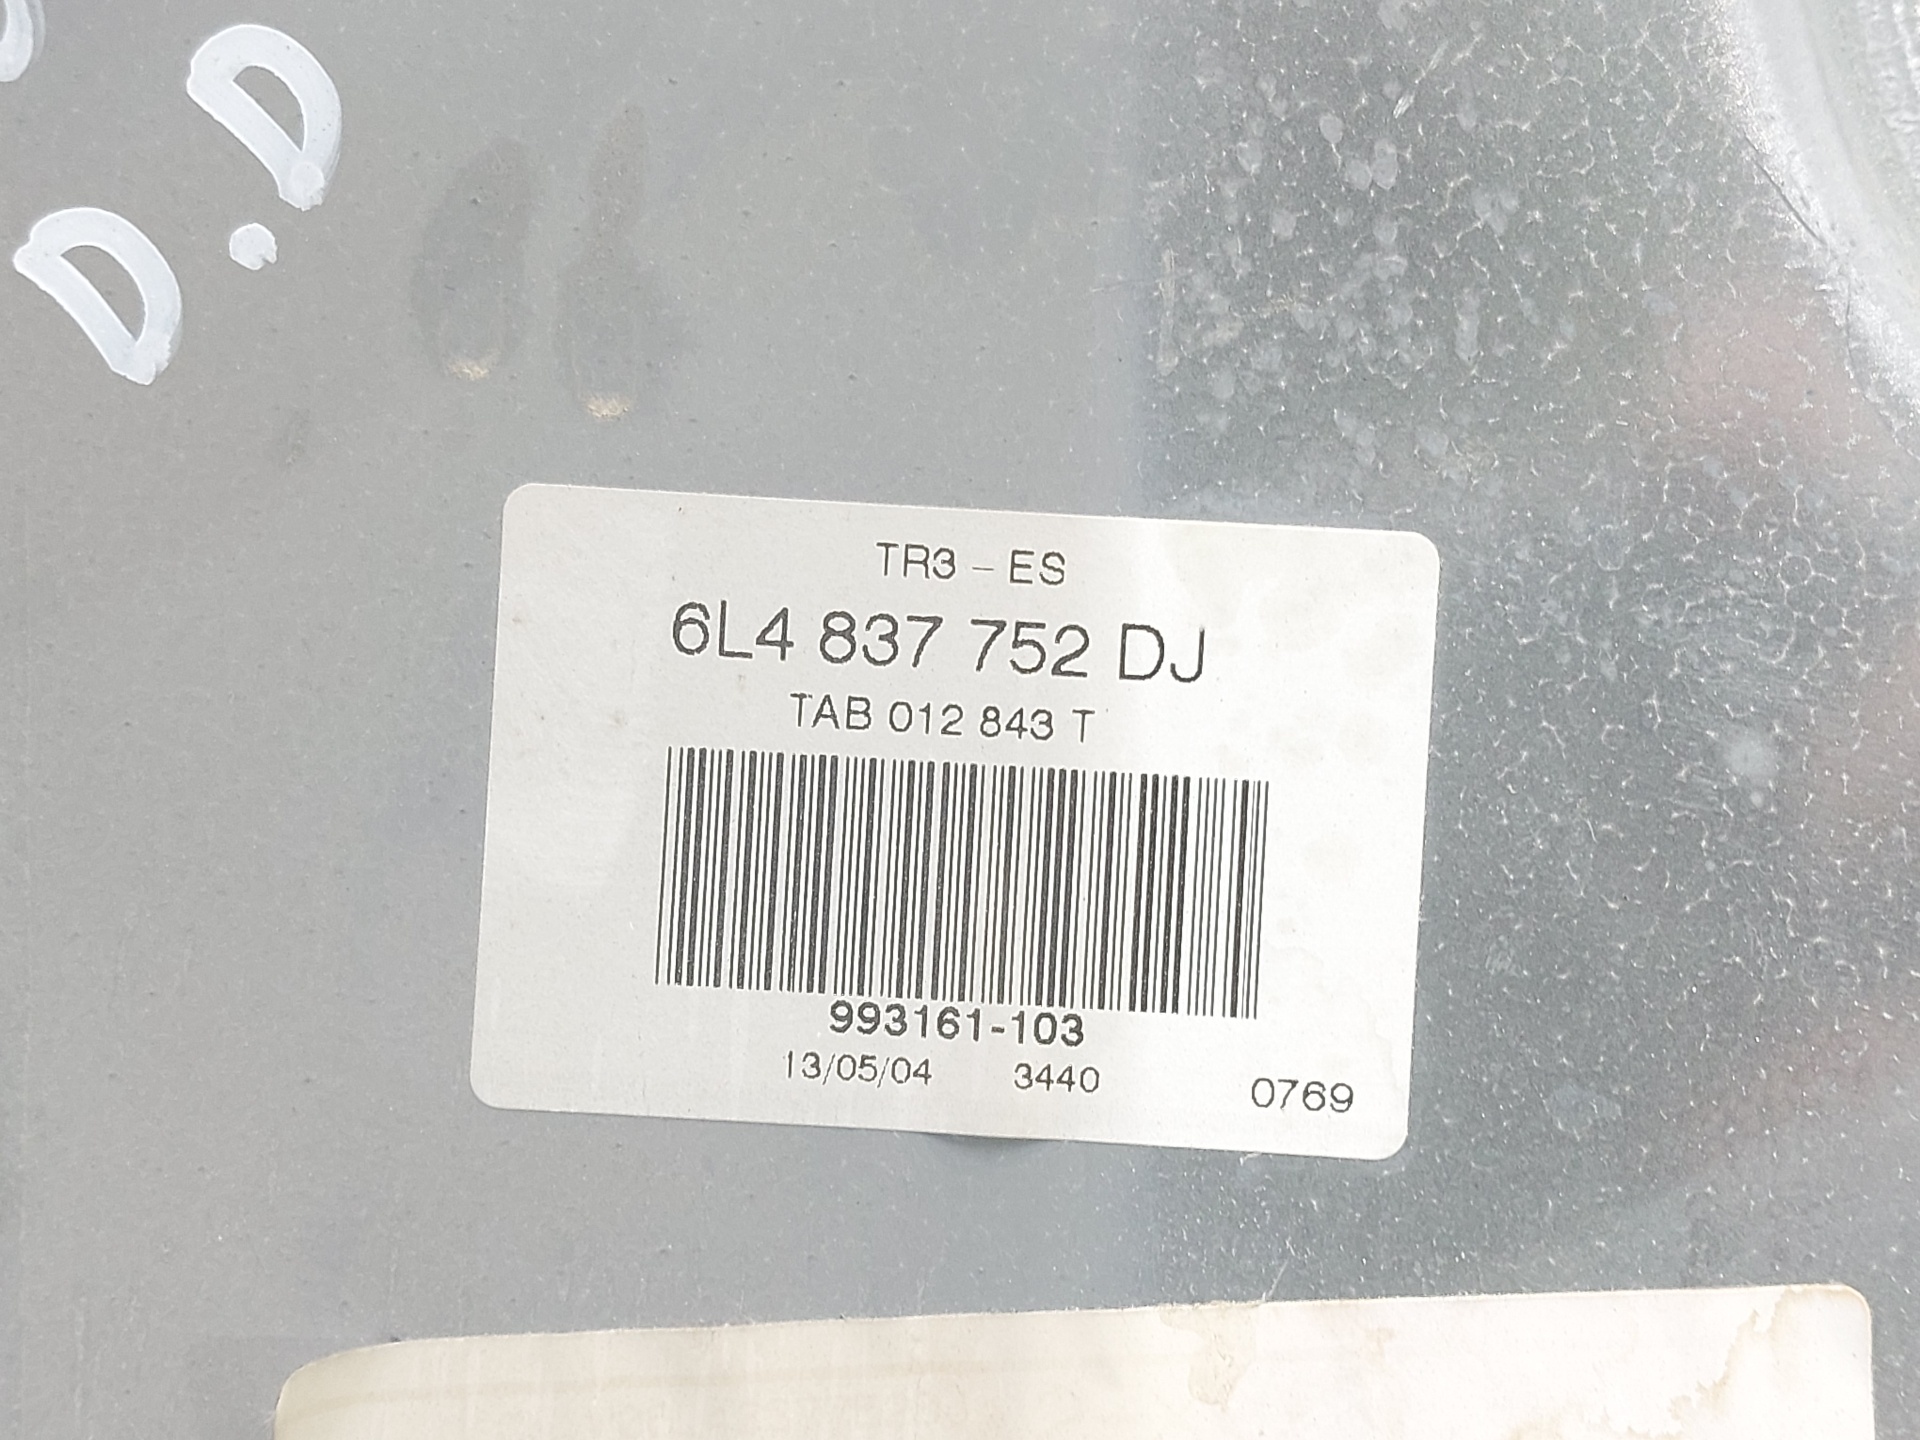 D.D
TR3 - ES
6L4 837 752 DJ
TAB 012 843 T
993161-103
13/05/04 3440 0769